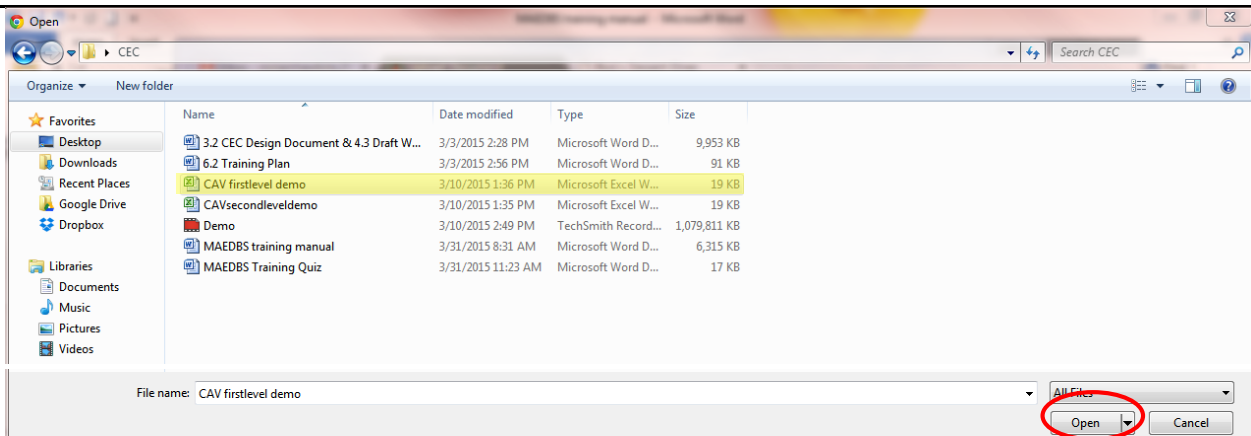 Open
MAEDBS training manual - Microsoft Word
CEC
Search CEC
Organize New folder
Name Date modified Type Size
Favorites
Desktop
Downloads
Recent Places
Google Drive
Dropbox
Libraries
Documents
Music
Pictures
Videos
3.2 CEC Design Document & 4.3 Draft W... 3/3/2015 2:28 PM Microsoft Word D... 9,953 KB
6.2 Training Plan 3/3/2015 2:56 PM Microsoft Word D... 91 KB
CAV firstlevel demo 3/10/2015 1:36 PM Microsoft Excel W... 19 KB
CAVsecondleveldemo 3/10/2015 1:35 PM Microsoft Excel W... 19 KB
Demo 3/10/2015 2:49 PM TechSmith Record... 1,079,811 KB
MAEDBS training manual 3/31/2015 8:31 AM Microsoft Word D... 6,315 KB
MAEDBS Training Quiz 3/31/2015 11:23 AM Microsoft Word D... 17 KB
File name: CAV firstlevel demo
All Files
Open Cancel